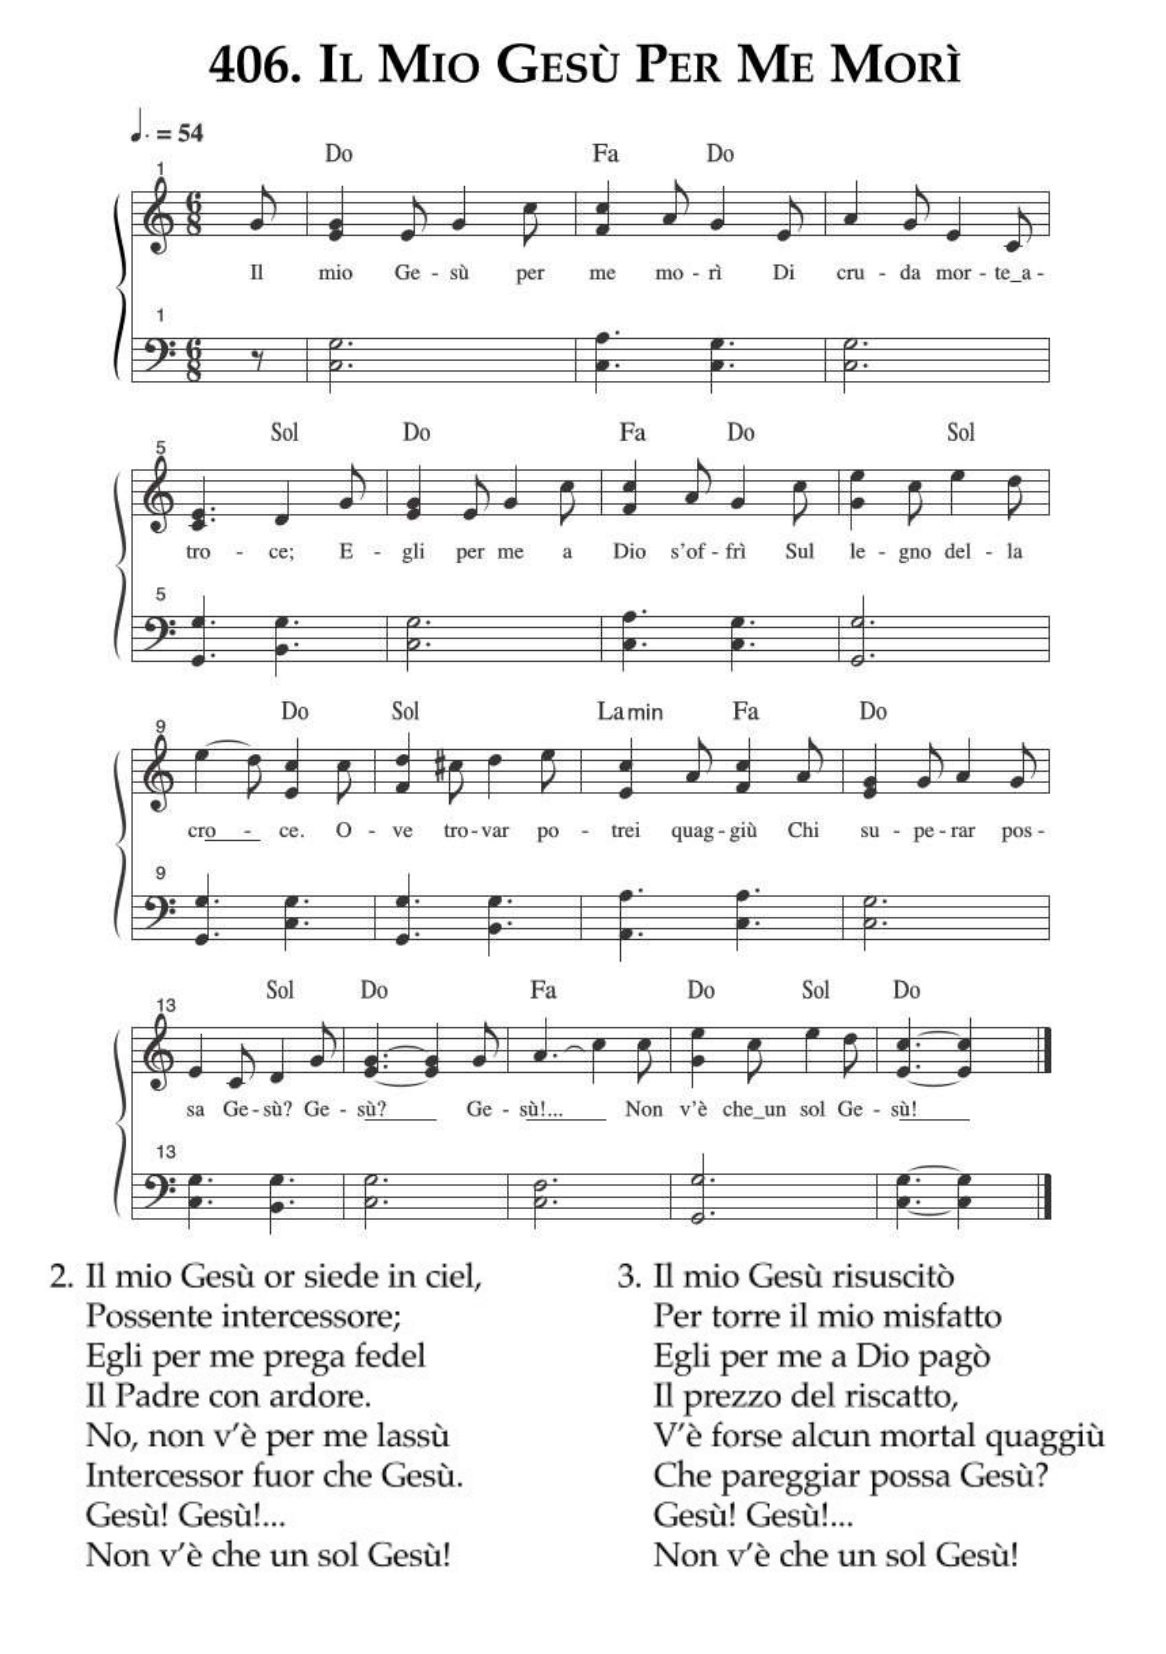 406. Il Mio Gesù Per Me Morì
♩. = 54
Do Fa Do
1
6 8
Il mio Ge - sù per me mo - rì Di cru - da mor - te_a -
1
6 8
Sol Do Fa Do Sol
5
tro - ce; E - gli per me a Dio s'of - frì Sul le - gno del - la
5
Do Sol La min Fa Do
9
cro - ce. O - ve tro - var po - trei quag - giù Chi su - pe - rar pos -
9
Sol Do Fa Do Sol Do
13
sa Ge - sù? Ge - sù? Ge - sù!... Non v'è che_un sol Ge - sù!
13
2. Il mio Gesù or siede in ciel,
Possente intercessore;
Egli per me prega fedel
Il Padre con ardore.
No, non v'è per me lassù
Intercessor fuor che Gesù.
Gesù! Gesù!...
Non v'è che un sol Gesù!
3. Il mio Gesù risuscitò
Per torre il mio misfatto
Egli per me a Dio pagò
Il prezzo del riscatto,
V'è forse alcun mortal quaggiù
Che pareggiar possa Gesù?
Gesù! Gesù!...
Non v'è che un sol Gesù!